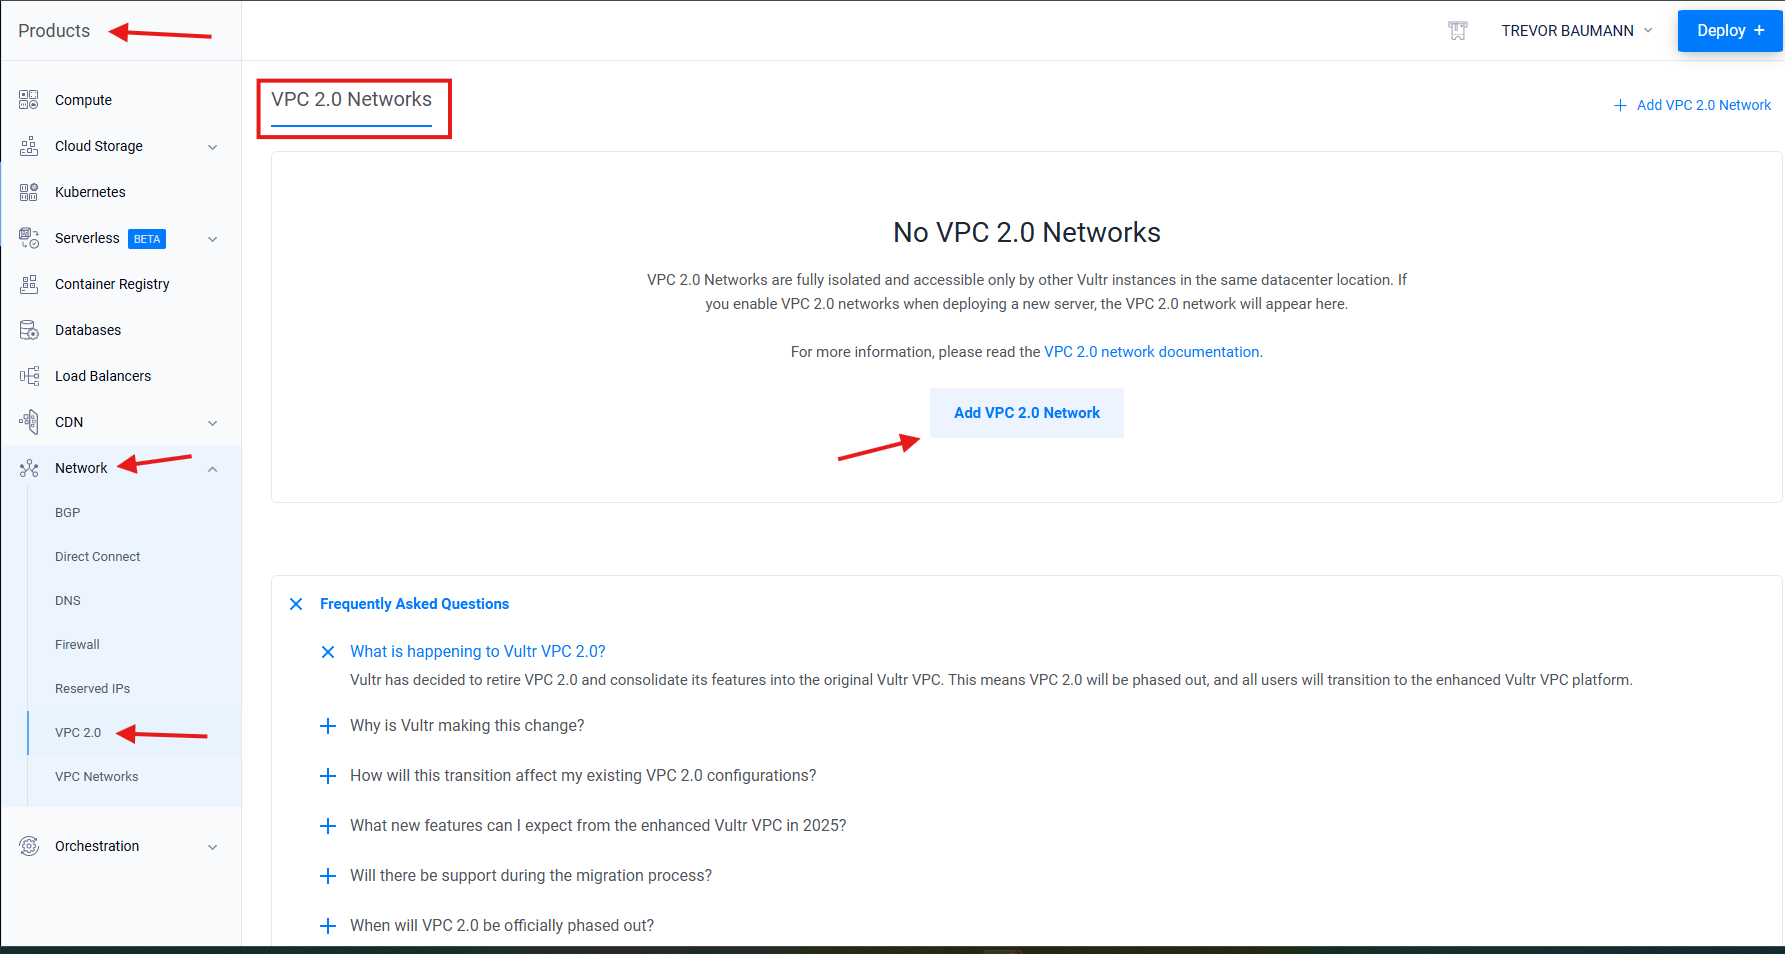 Products
TREVOR BAUMANN
Deploy +
Compute
Cloud Storage
Kubernetes
Serverless BETA
Container Registry
Databases
Load Balancers
CDN
Network
BGP
Direct Connect
DNS
Firewall
Reserved IPs
VPC 2.0
VPC Networks
Orchestration
VPC 2.0 Networks
+ Add VPC 2.0 Network
No VPC 2.0 Networks
VPC 2.0 Networks are fully isolated and accessible only by other Vultr instances in the same datacenter location. If
you enable VPC 2.0 networks when deploying a new server, the VPC 2.0 network will appear here.
For more information, please read the VPC 2.0 network documentation.
Add VPC 2.0 Network
Frequently Asked Questions
What is happening to Vultr VPC 2.0?
Vultr has decided to retire VPC 2.0 and consolidate its features into the original Vultr VPC. This means VPC 2.0 will be phased out, and all users will transition to the enhanced Vultr VPC platform.
Why is Vultr making this change?
How will this transition affect my existing VPC 2.0 configurations?
What new features can I expect from the enhanced Vultr VPC in 2025?
Will there be support during the migration process?
When will VPC 2.0 be officially phased out?